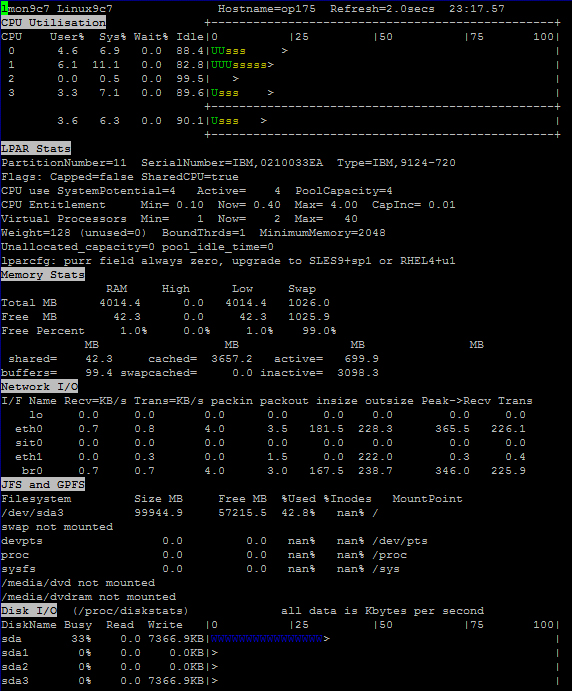 lmon9c7 Linux9c7 Hostname=op175 Refresh=2.0secs 23:17.57
CPU Utilisation +-------------------------------------------------+
CPU User% Sys% Wait% Idle|0 |25 |50 |75 100|
0 4.6 6.9 0.0 88.4|UUsss > |
1 6.1 11.1 0.0 82.8|UUUsssss> |
2 0.0 0.5 0.0 99.5| > |
3 3.3 7.1 0.0 89.6|Usss > |
+-------------------------------------------------+
3.6 6.3 0.0 90.1|Usss > |
+-------------------------------------------------+
LPAR Stats
PartitionNumber=11 SerialNumber=IBM,0210033EA Type=IBM,9124-720
Flags: Capped=false SharedCPU=true
CPU use SystemPotential=4 Active= 4 PoolCapacity=4
CPU Entitlement Min= 0.10 Now= 0.40 Max= 4.00 CapInc= 0.01
Virtual Processors Min= 1 Now= 2 Max= 40
Weight=128 (unused=0) BoundThrds=1 MinimumMemory=2048
Unallocated_capacity=0 pool_idle_time=0
lparcfg: purr field always zero, upgrade to SLES9+sp1 or RHEL4+u1
Memory Stats
RAM High Low Swap
Total MB 4014.4 0.0 4014.4 1026.0
Free MB 42.3 0.0 42.3 1025.9
Free Percent 1.0% 0.0% 1.0% 99.0%
MB MB MB MB
shared= 42.3 cached= 3657.2 active= 699.9
buffers= 99.4 swapcached= 0.0 inactive= 3098.3
Network I/O
I/F Name Recv=KB/s Trans=KB/s packin packout insize outsize Peak->Recv Trans
lo 0.0 0.0 0.0 0.0 0.0 0.0 0.0 0.0
eth0 0.7 0.8 4.0 3.5 181.5 228.3 365.5 226.1
sit0 0.0 0.0 0.0 0.0 0.0 0.0 0.0 0.0
eth1 0.0 0.3 0.0 1.5 0.0 222.0 0.3 0.4
br0 0.7 0.7 4.0 3.0 167.5 238.7 346.0 225.9
JFS and GPFS
Filesystem Size MB Free MB %Used %Inodes MountPoint
/dev/sda3 99944.9 57215.5 42.8% nan% /
swap not mounted
devpts 0.0 0.0 nan% nan% /dev/pts
proc 0.0 0.0 nan% nan% /proc
sysfs 0.0 0.0 nan% nan% /sys
/media/dvd not mounted
/media/dvdram not mounted
Disk I/O (/proc/diskstats) all data is Kbytes per second
DiskName Busy Read Write |0 |25 |50 |75 100|
sda 33% 0.0 7366.9KB|WWWWWWWWWWWWWWWWW> |
sda1 0% 0.0 0.0KB|> |
sda2 0% 0.0 0.0KB|> |
sda3 0% 0.0 7366.9KB|> |